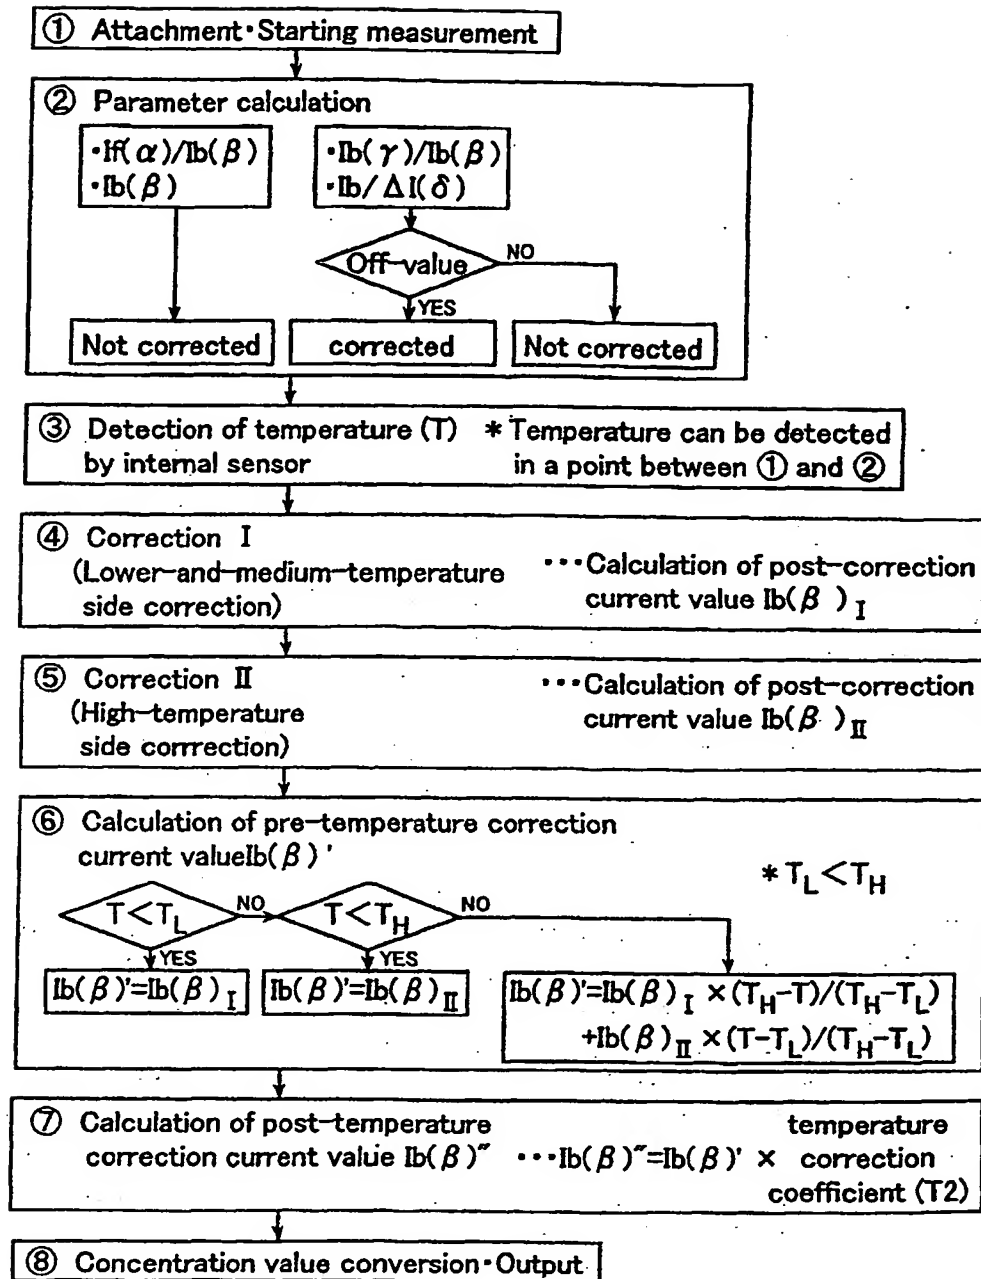 ① Attachment・Starting measurement
② Parameter calculation
・If(α)/Ib(β)
・Ib(β)
・Ib(γ)/Ib(β)
・Ib/ΔI(δ)
Off-value
NO
YES
Not corrected
corrected
Not corrected
③ Detection of temperature (T) *Temperature can be detected
by internal sensor in a point between ① and ②
④ Correction I
(Lower-and-medium-temperature ・・・Calculation of post-correction
side correction) current value Ib(β)I
⑤ Correction II ・・・Calculation of post-correction
(High-temperature current value Ib(β)II
side corrrection)
⑥ Calculation of pre-temperature correction
current valueIb(β)'
*TL<TH
T<TL
NO
T<TH
NO
YES
YES
Ib(β)'=Ib(β)I
Ib(β)'=Ib(β)II
Ib(β)'=Ib(β)I ×(TH-T)/(TH-TL)
+Ib(β)II ×(T-TL)/(TH-TL)
⑦ Calculation of post-temperature temperature
correction current value Ib(β)″ ・・・Ib(β)″=Ib(β)' × correction
coefficient (T2)
⑧ Concentration value conversion・Output